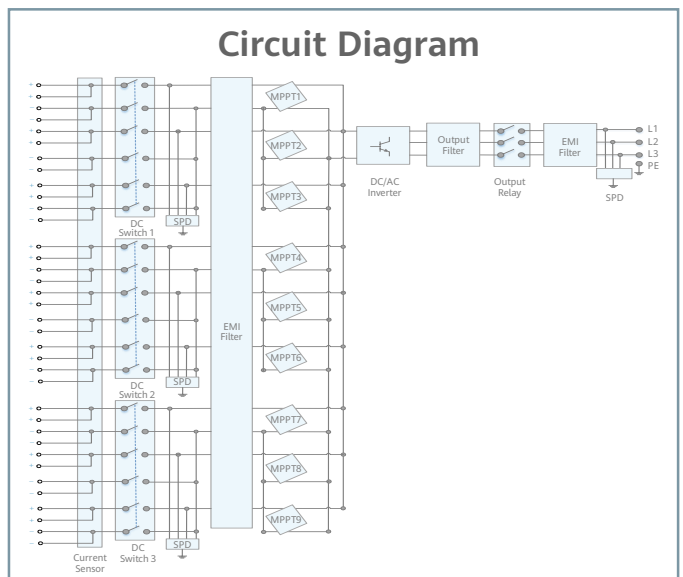 Circuit Diagram
MPPT1
MPPT2
MPPT3
SPD
DC
Switch 1
MPPT4
MPPT5
MPPT6
SPD
DC
Switch 2
EMI
Filter
MPPT7
MPPT8
MPPT9
SPD
DC
Switch 3
Current
Sensor
DC/AC
Inverter
Output
Filter
Output
Relay
EMI
Filter
L1
L2
L3
PE
SPD